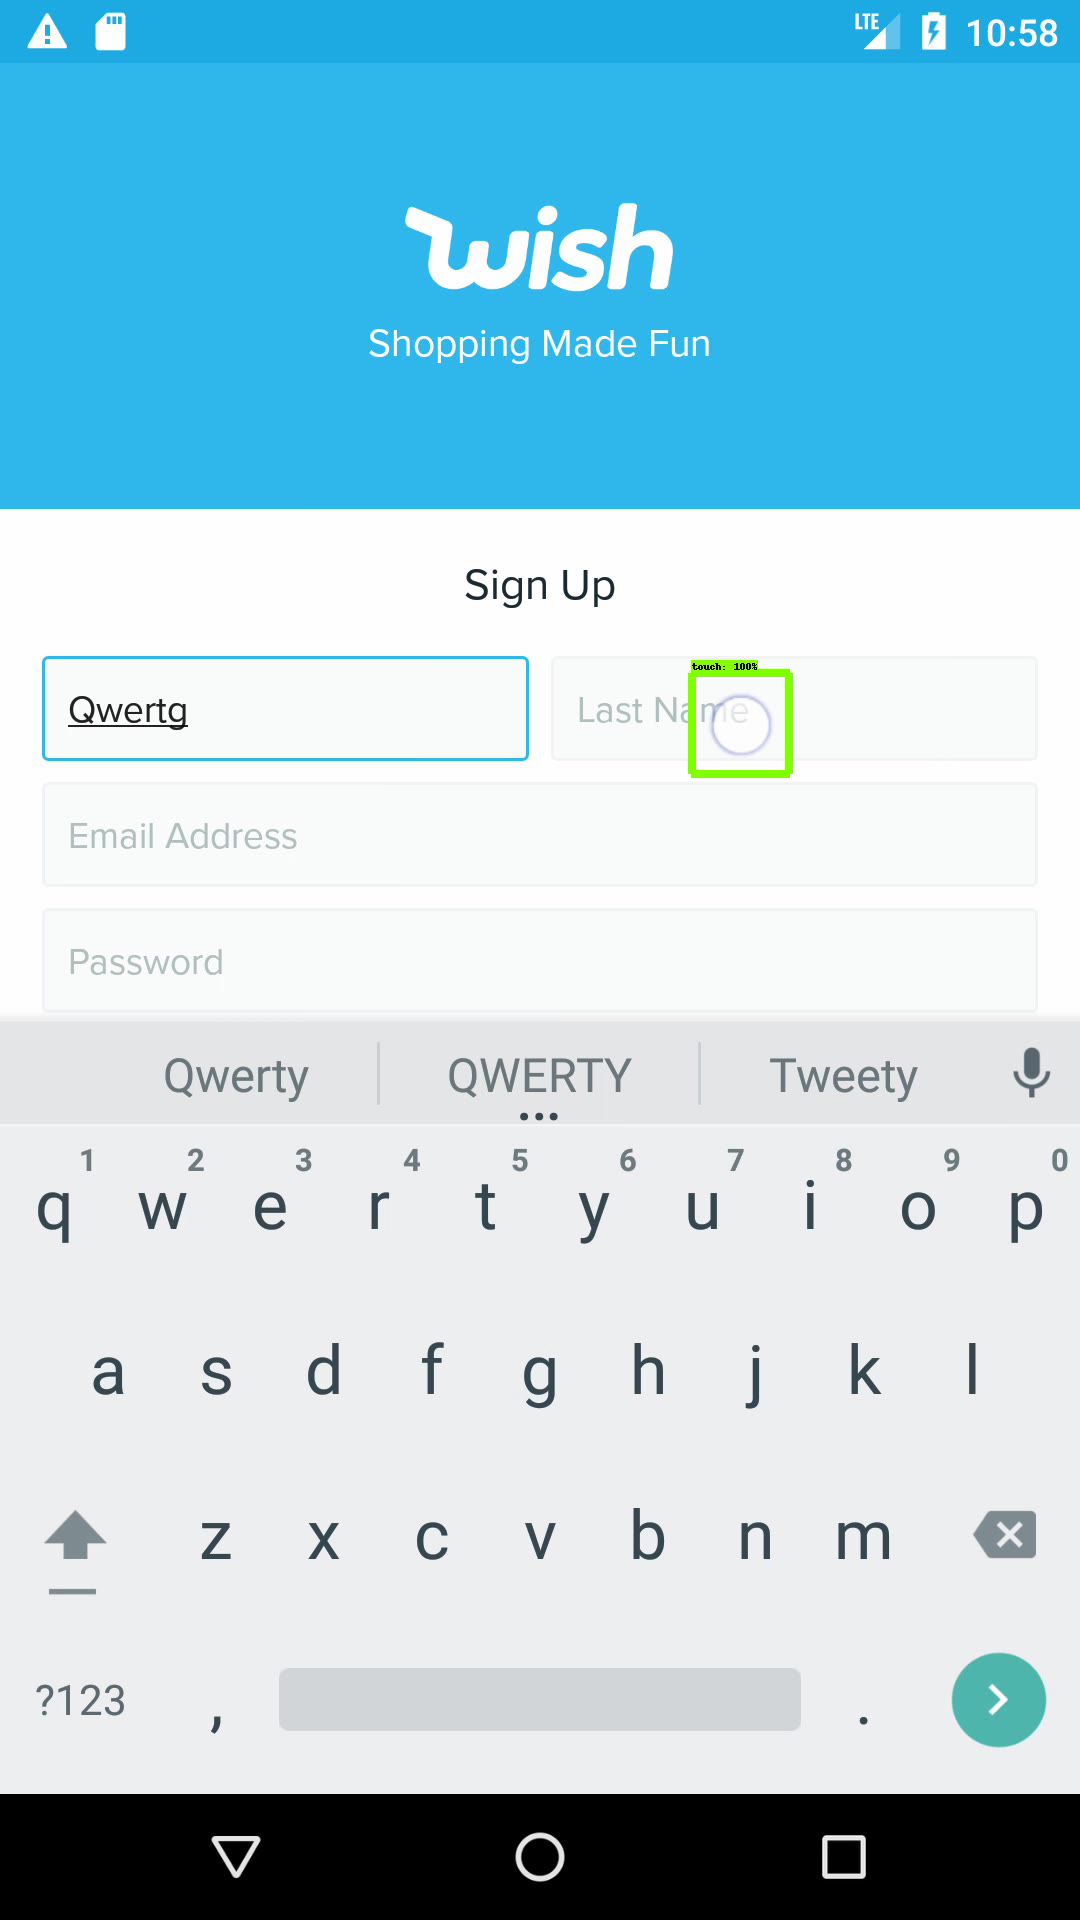 LTE 10:58
wish
Shopping Made Fun
Sign Up
Qwertg
Last Name
touch: 100%
Email Address
Password
Qwerty QWERTY Tweety
1 2 3 4 5 6 7 8 9 0
q w e r t y u i o p
a s d f g h j k l
z x c v b n m
?123 , .